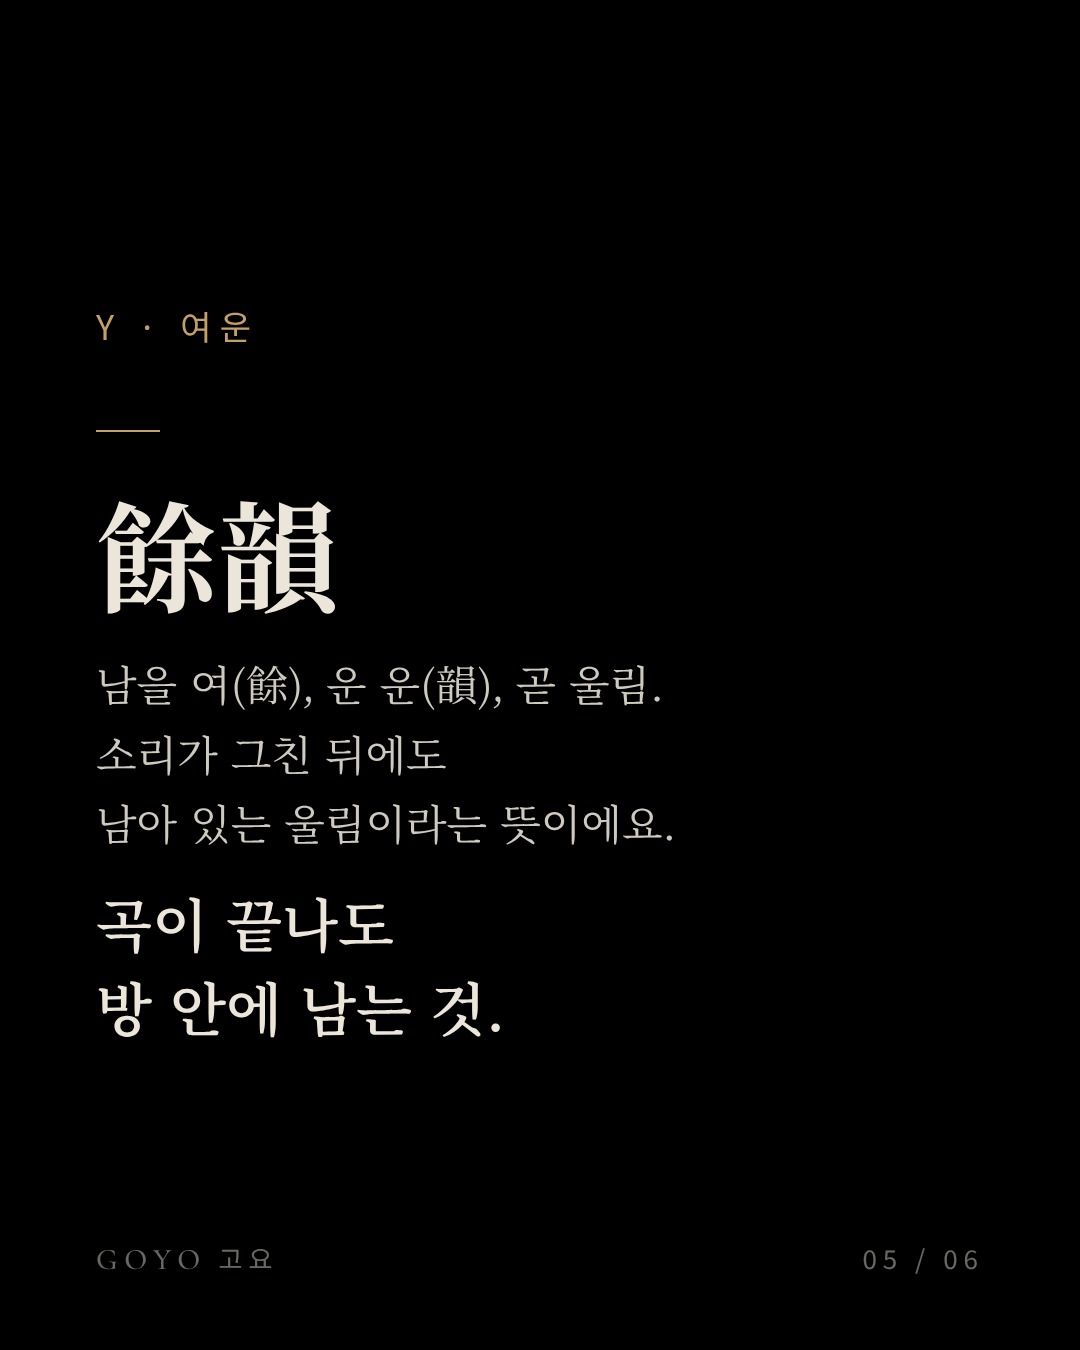 Y · 여운
餘韻
남을 여(餘), 운 운(韻), 곧 울림.
소리가 그친 뒤에도
남아 있는 울림이라는 뜻이에요.
곡이 끝나도
방 안에 남는 것.
GOYO 고요
05 / 06